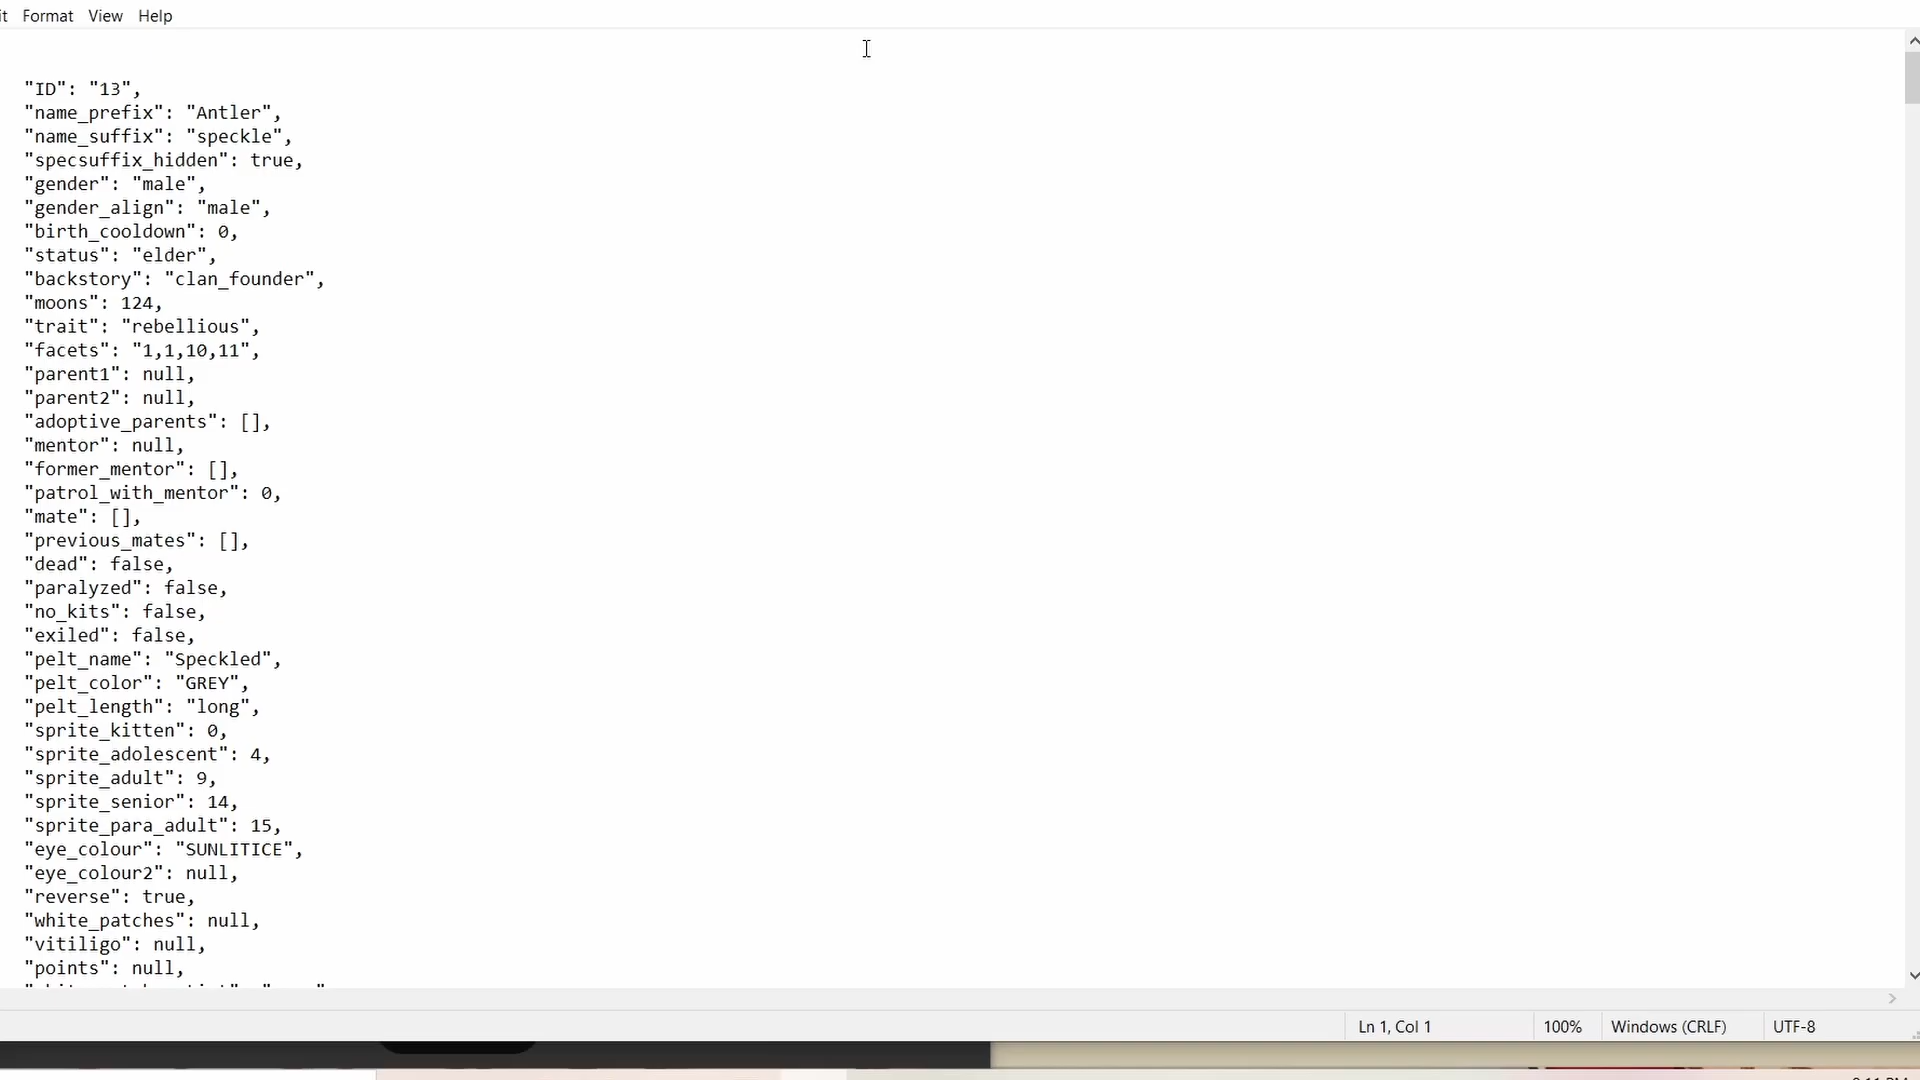 Format View Help
"ID": "13",
"name_prefix": "Antler",
"name_suffix": "speckle",
"specsuffix_hidden": true,
"gender": "male",
"gender_align": "male",
"birth_cooldown": 0,
"status": "elder",
"backstory": "clan_founder",
"moons": 124,
"trait": "rebellious",
"facets": "1,1,10,11",
"parent1": null,
"parent2": null,
"adoptive_parents": [],
"mentor": null,
"former_mentor": [],
"patrol_with_mentor": 0,
"mate": [],
"previous_mates": [],
"dead": false,
"paralyzed": false,
"no_kits": false,
"exiled": false,
"pelt_name": "Speckled",
"pelt_color": "GREY",
"pelt_length": "long",
"sprite_kitten": 0,
"sprite_adolescent": 4,
"sprite_adult": 9,
"sprite_senior": 14,
"sprite_para_adult": 15,
"eye_colour": "SUNLITICE",
"eye_colour2": null,
"reverse": true,
"white_patches": null,
"vitiligo": null,
"points": null,
Ln 1, Col 1 100% Windows (CRLF) UTF-8